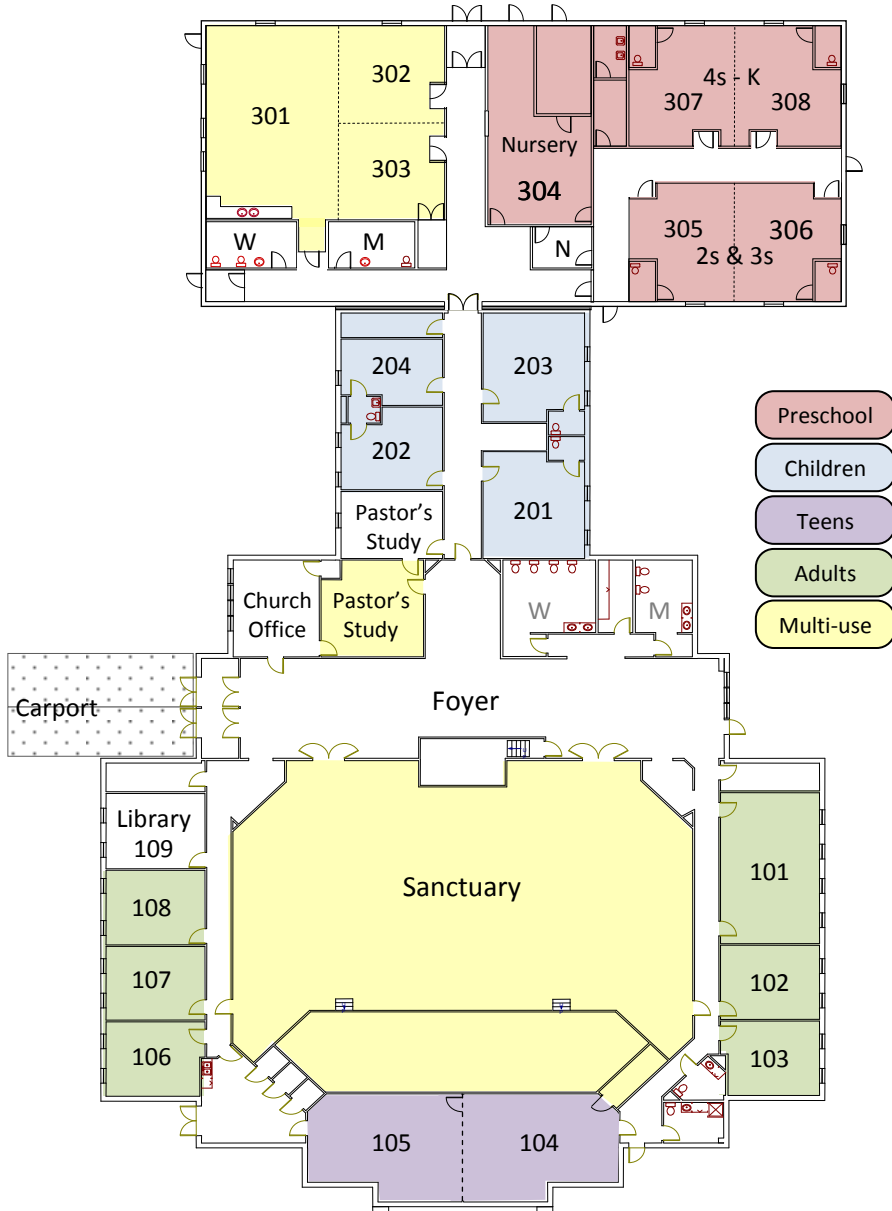 302
4s - K
301
307
308
303
Nursery
304
305
306
2s & 3s
W
M
N
204
203
202
201
Pastor's
Study
Church
Office
Pastor's
Study
W
M
Preschool
Children
Teens
Adults
Multi-use
Carport
Foyer
Library
109
101
Sanctuary
108
107
102
106
103
105
104